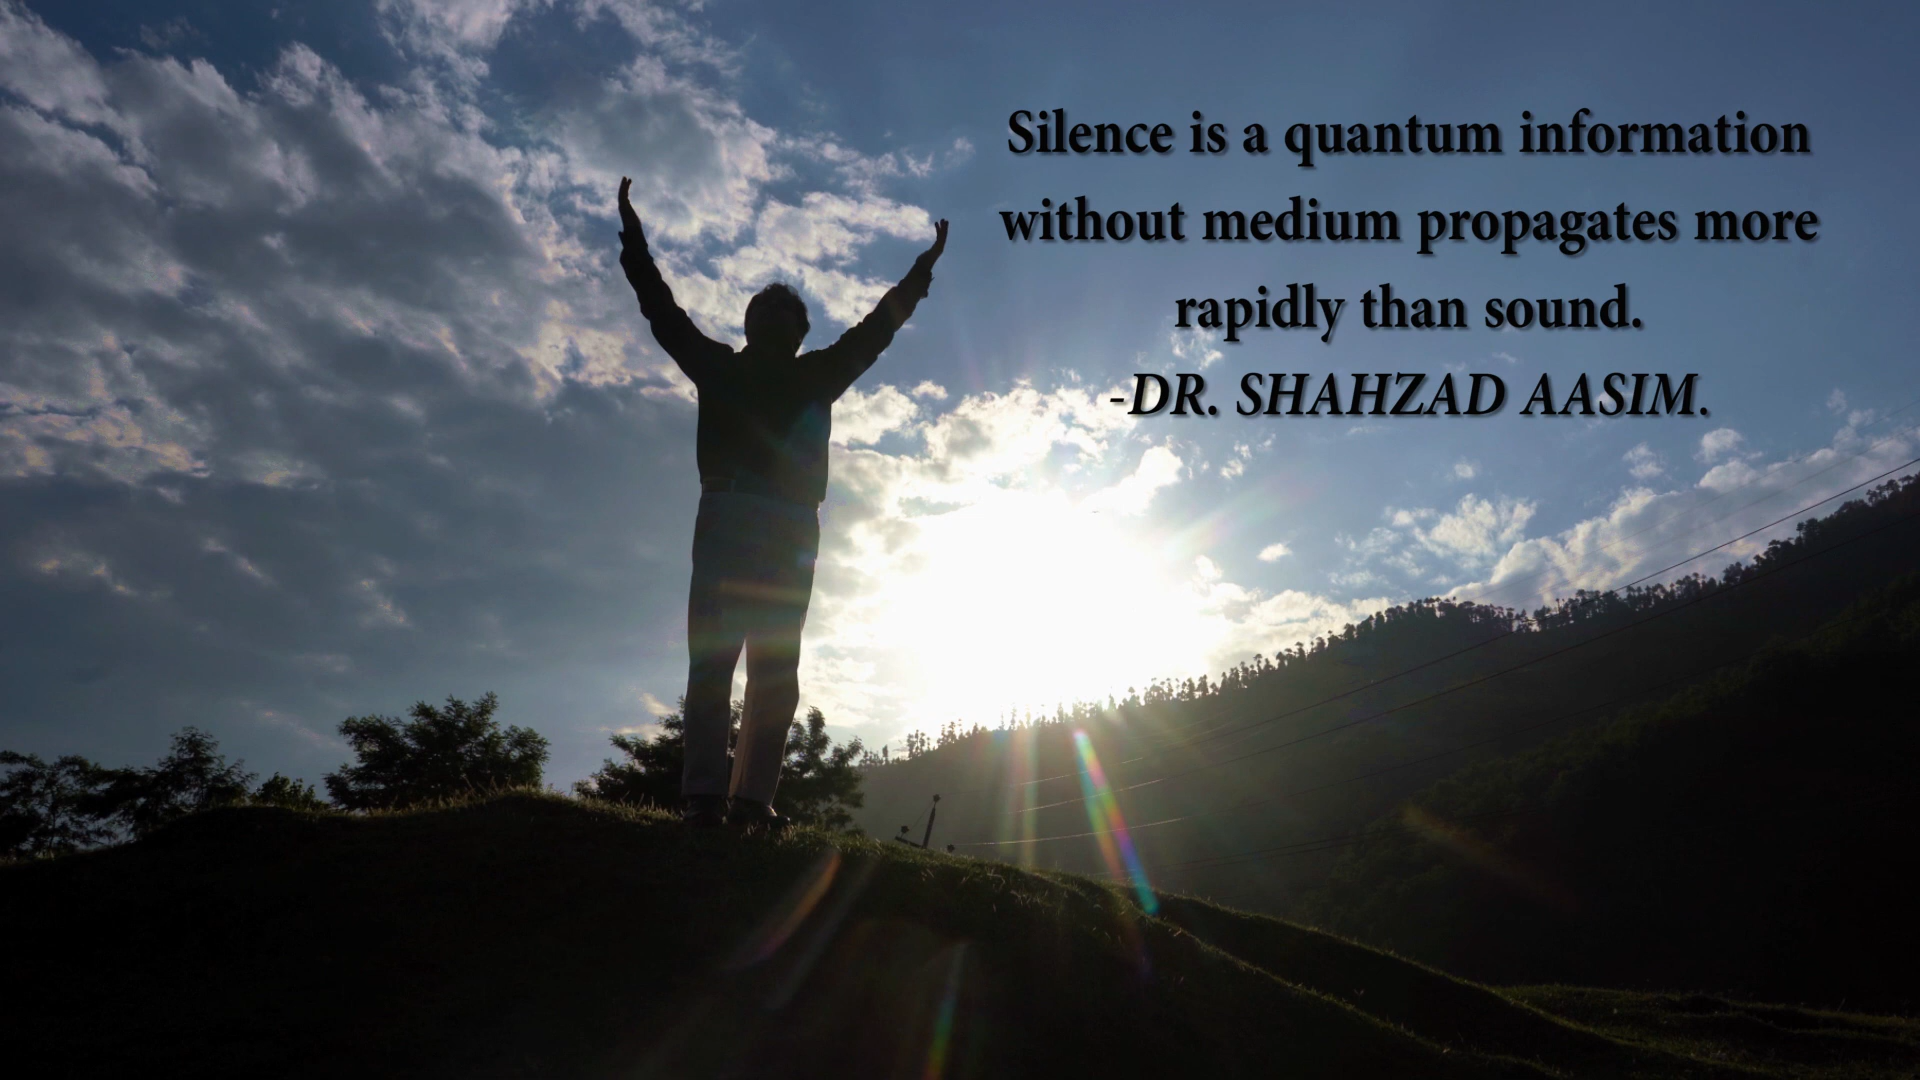 Silence is a quantum information
without medium propagates more
rapidly than sound.
-DR. SHAHZAD AASIM.